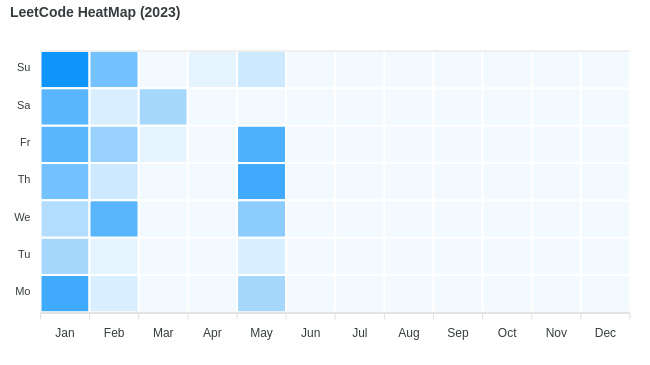 LeetCode HeatMap (2023)
Su
Sa
Fr
Th
We
Tu
Mo
Jan Feb Mar Apr May Jun Jul Aug Sep Oct Nov Dec